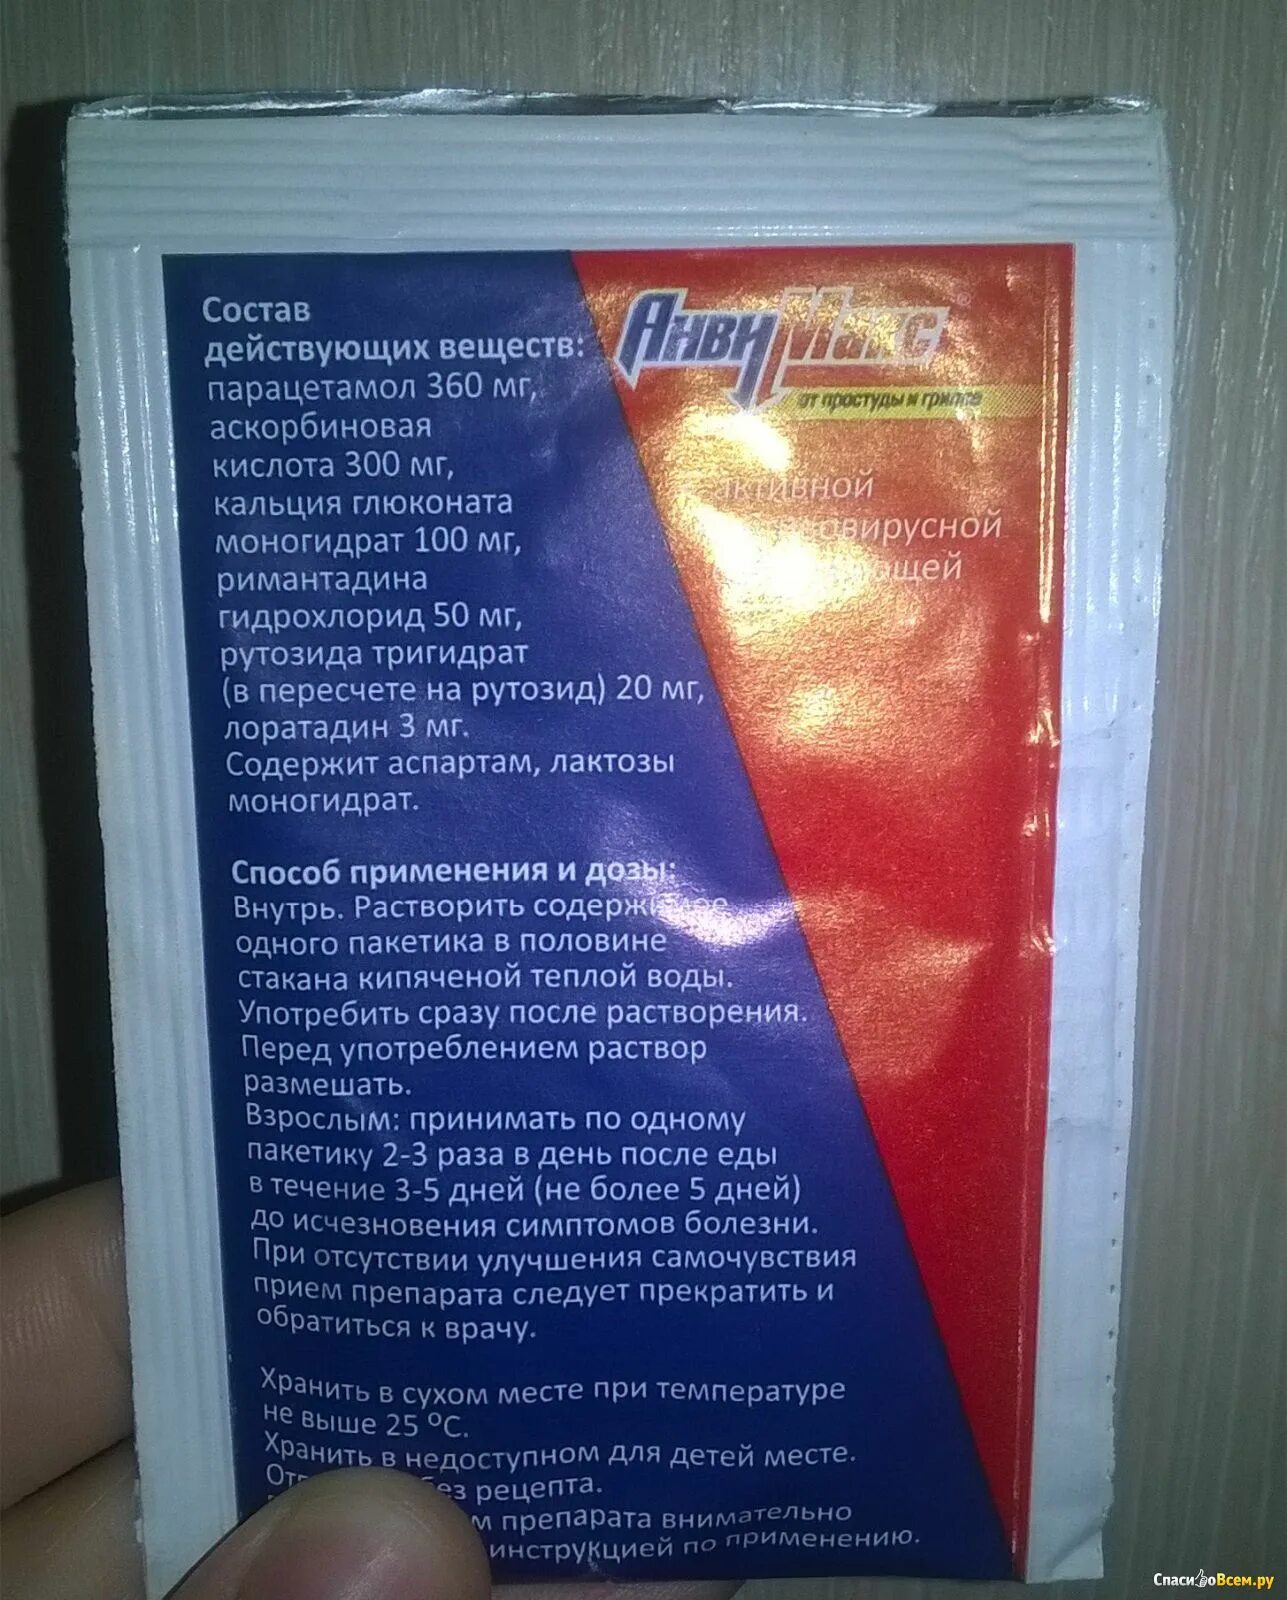 Состав
действующих веществ:
парацетамол 360 мг,
аскорбиновая
кислота 300 мг,
кальция глюконата
моногидрат 100 мг,
римантадина
гидрохлорид 50 мг,
рутозида тригидрат
(в пересчете на рутозид) 20 мг,
лоратадин 3 мг.
Содержит аспартам, лактозы
моногидрат.
Способ применения и дозы:
Внутрь. Растворить содержимое
одного пакетика в половине
стакана кипяченой теплой воды.
Употребить сразу после растворения.
Перед употреблением раствор
размешать.
Взрослым: принимать по одному
пакетику 2-3 раза в день после еды
в течение 3-5 дней (не более 5 дней)
до исчезновения симптомов болезни.
При отсутствии улучшения самочувствия
прием препарата следует прекратить и
обратиться к врачу.
Хранить в сухом месте при температуре
не выше 25 °С.
Хранить в недоступном для детей месте.
рецепта.
препарата внимательно
инструкцией по применению.
АнвиМакс®
от простуды и гриппа
активной
СпасибоВсем.ру